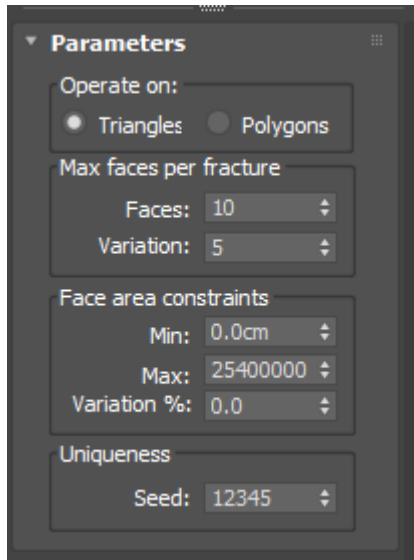 Parameters
Operate on:
Triangles Polygons
Max faces per fracture
Faces: 10
Variation: 5
Face area constraints
Min: 0.0cm
Max: 25400000
Variation %: 0.0
Uniqueness
Seed: 12345